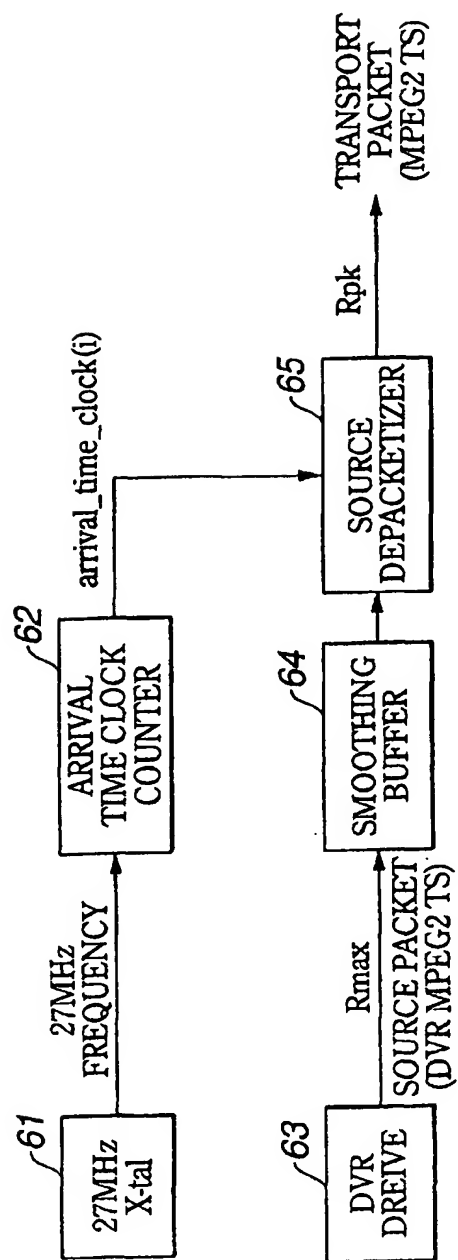 61
27MHz
X-tal
27MHz
FREQUENCY
62
ARRIVAL
TIME CLOCK
COUNTER
arrival_time_clock(i)
63
DVR
DREIVE
Rmax
SOURCE PACKET
(DVR MPEG2 TS)
64
SMOOTHING
BUFFER
65
SOURCE
DEPACKETIZER
Rpk
TRANSPORT
PACKET
(MPEG2 TS)